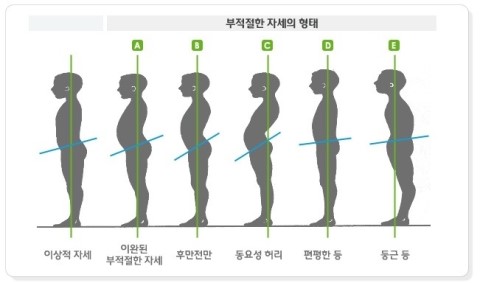 부적절한 자세의 형태
A B C D E
이상적 자세
이완된
부적절한 자세
후만전만
동요성 허리
편평한 등
둥근 등